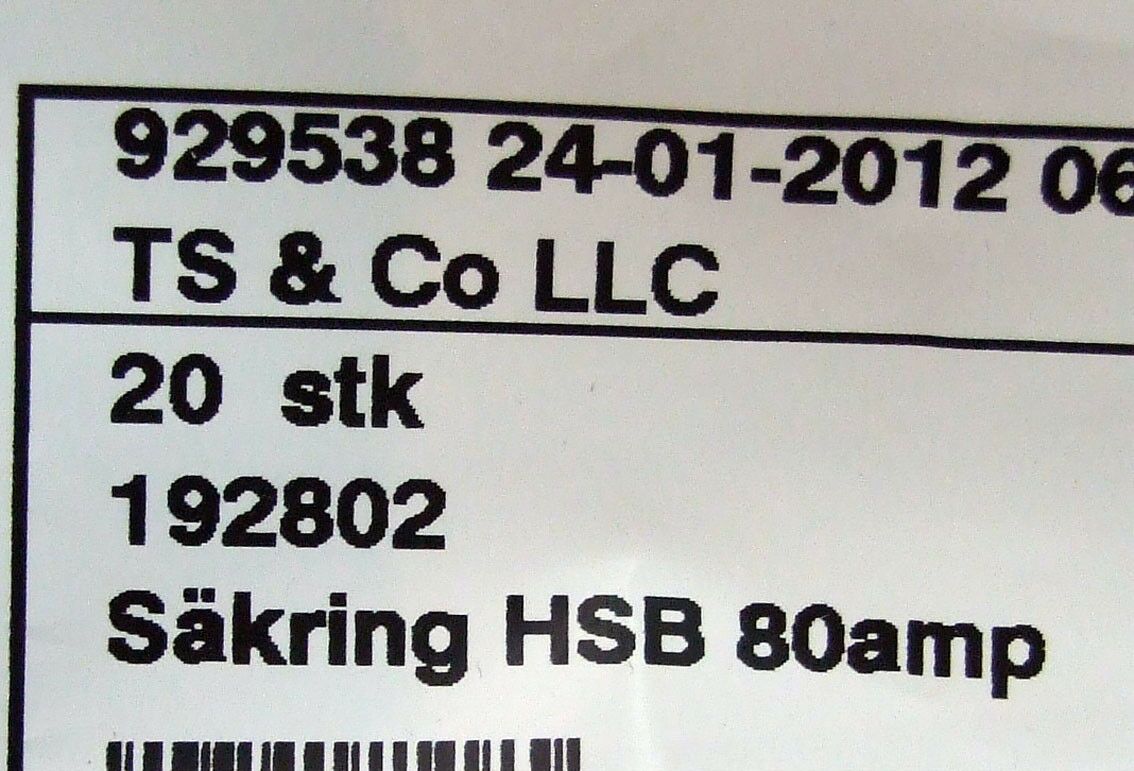 929538 24-01-2012 06
TS & Co LLC
20 stk
192802
Säkring HSB 80amp